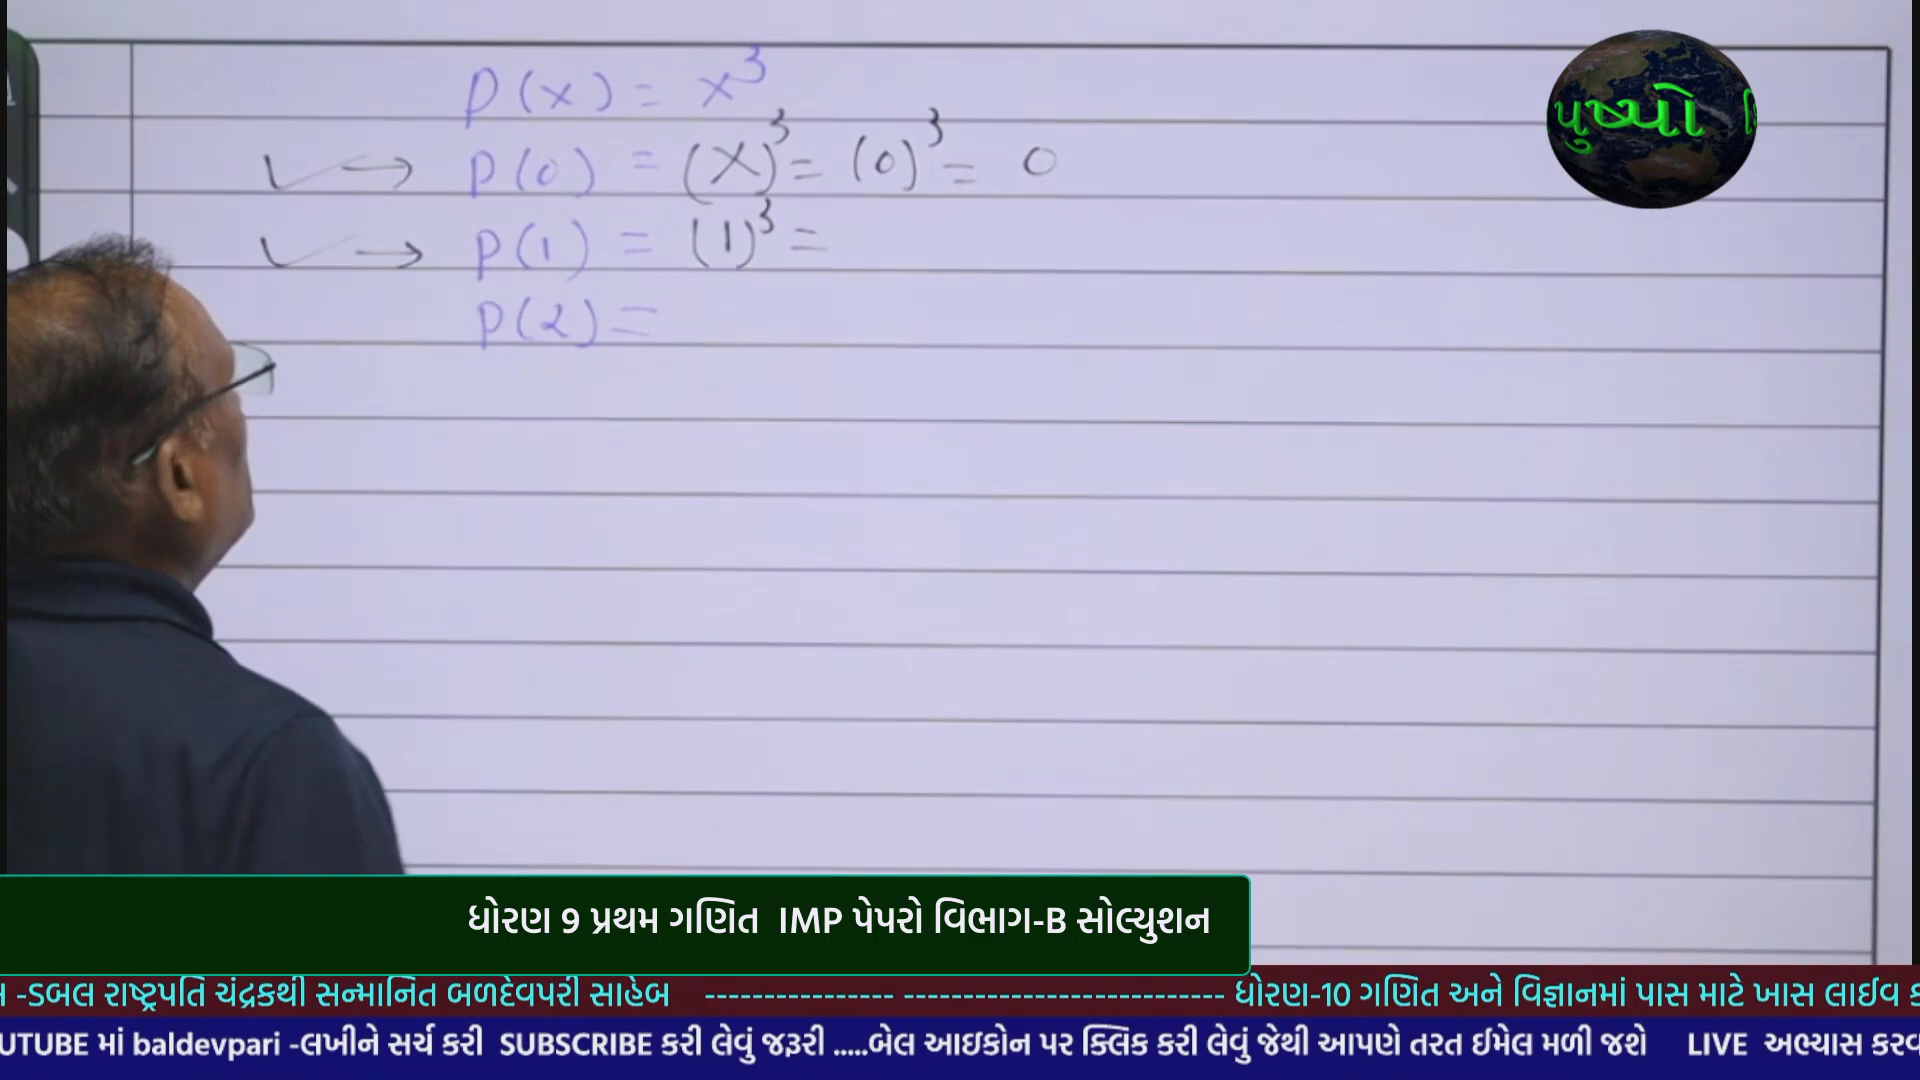 p(x) = x³
પુષ્પો
p(0) = (x)³ = (0)³ = 0
p(1) = (1)³ =
p(2) =
ધોરણ 9 પ્રથમ ગણિત IMP પેપરો વિભાગ-B સોલ્યુશન
-ડબલ રાષ્ટ્રપતિ ચંદ્રકથી સન્માનિત બળદેવપરી સાહેબ ---------------- --------------------------- ધોરણ-10 ગણિત અને વિજ્ઞાનમાં પાસ માટે ખાસ લાઈવ
UTUBE માં baldevpari -લખીને સર્ચ કરી SUBSCRIBE કરી લેવું જરૂરી .....બેલ આઇકોન પર ક્લિક કરી લેવું જેથી આપણે તરત ઈમેલ મળી જશે LIVE અભ્યાસ કરવ